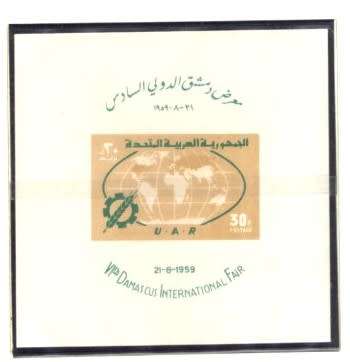 معرض دمشق الدولي السادس
٢١-٨-١٩٥٩
الجمهورية العربية المتحدة
٣٠
30
POSTAGE
U·A·R
21-8-1959
VIth DAMASCUS INTERNATIONAL FAIR